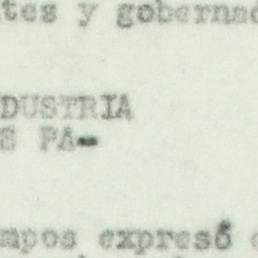 tes y gobernad
DUSTRIA
S PA-
mpos expresó